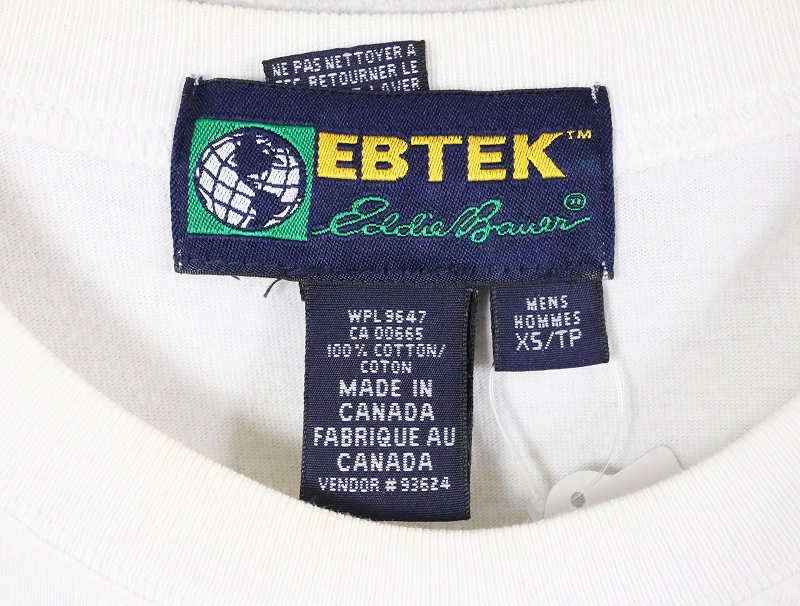 NE PAS NETTOYER A
RETOURNER LE
EBTEK™
Eddie Bauer®
WPL 9647
CA 00665
100% COTTON/
COTON
MADE IN
CANADA
FABRIQUE AU
CANADA
VENDOR # 93624
MENS
HOMMES
XS/TP